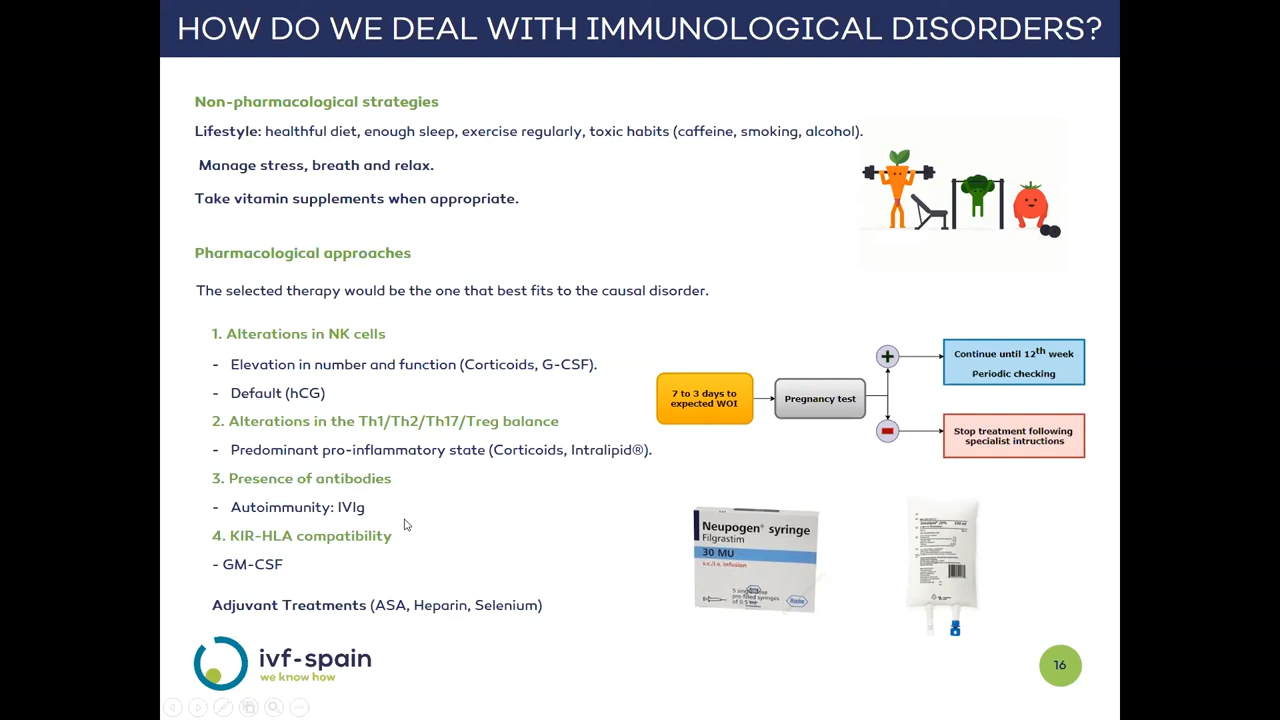 HOW DO WE DEAL WITH IMMUNOLOGICAL DISORDERS?
Non-pharmacological strategies
Lifestyle: healthful diet, enough sleep, exercise regularly, toxic habits (caffeine, smoking, alcohol).
Manage stress, breath and relax.
Take vitamin supplements when appropriate.
Pharmacological approaches
The selected therapy would be the one that best fits to the causal disorder.
1. Alterations in NK cells
- Elevation in number and function (Corticoids, G-CSF).
- Default (hCG)
2. Alterations in the Th1/Th2/Th17/Treg balance
- Predominant pro-inflammatory state (Corticoids, Intralipid®).
3. Presence of antibodies
- Autoimmunity: IVIg
4. KIR-HLA compatibility
- GM-CSF
Adjuvant Treatments (ASA, Heparin, Selenium)
7 to 3 days to
expected WOI
Pregnancy test
Continue until 12th week
Periodic checking
Stop treatment following
specialist intructions
Neupogen® syringe
Filgrastim
30 MU
s.c./i.v. infusion
Roche
ivf-spain
we know how
16